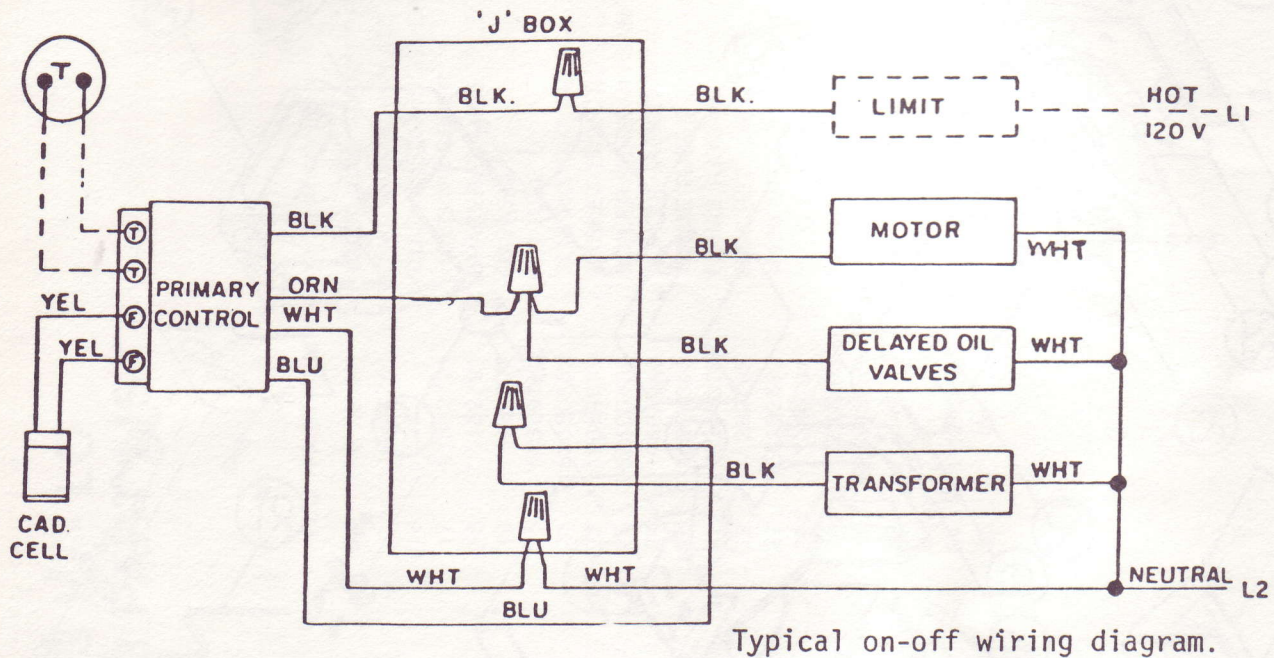 'J' BOX
T
BLK.
BLK.
LIMIT
HOT
120 V
L1
BLK
T
MOTOR
WHT
BLK
T
ORN
PRIMARY
CONTROL
YEL
F
WHT
YEL
F
BLU
BLK
DELAYED OIL
VALVES
WHT
BLK
TRANSFORMER
WHT
CAD.
CELL
WHT
WHT
NEUTRAL
L2
BLU
Typical on-off wiring diagram.